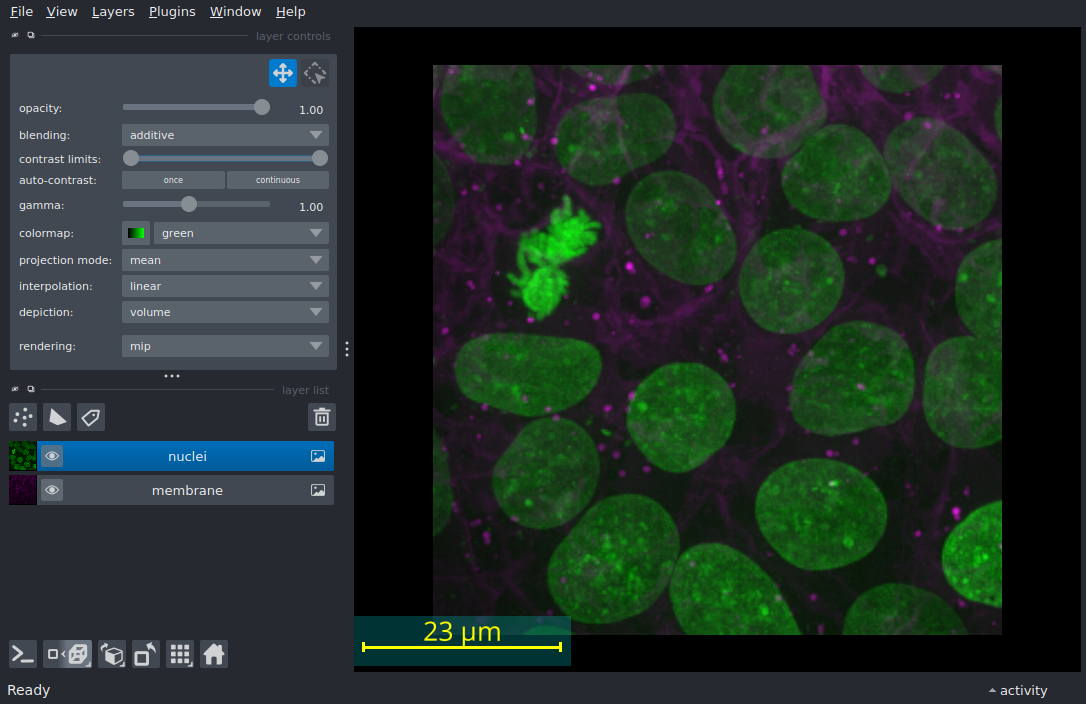 File View Layers Plugins Window Help
layer controls
opacity: 1.00
blending: additive
contrast limits:
auto-contrast: once continuous
gamma: 1.00
colormap: green
projection mode: mean
interpolation: linear
depiction: volume
rendering: mip
layer list
nuclei
membrane
23 µm
Ready activity